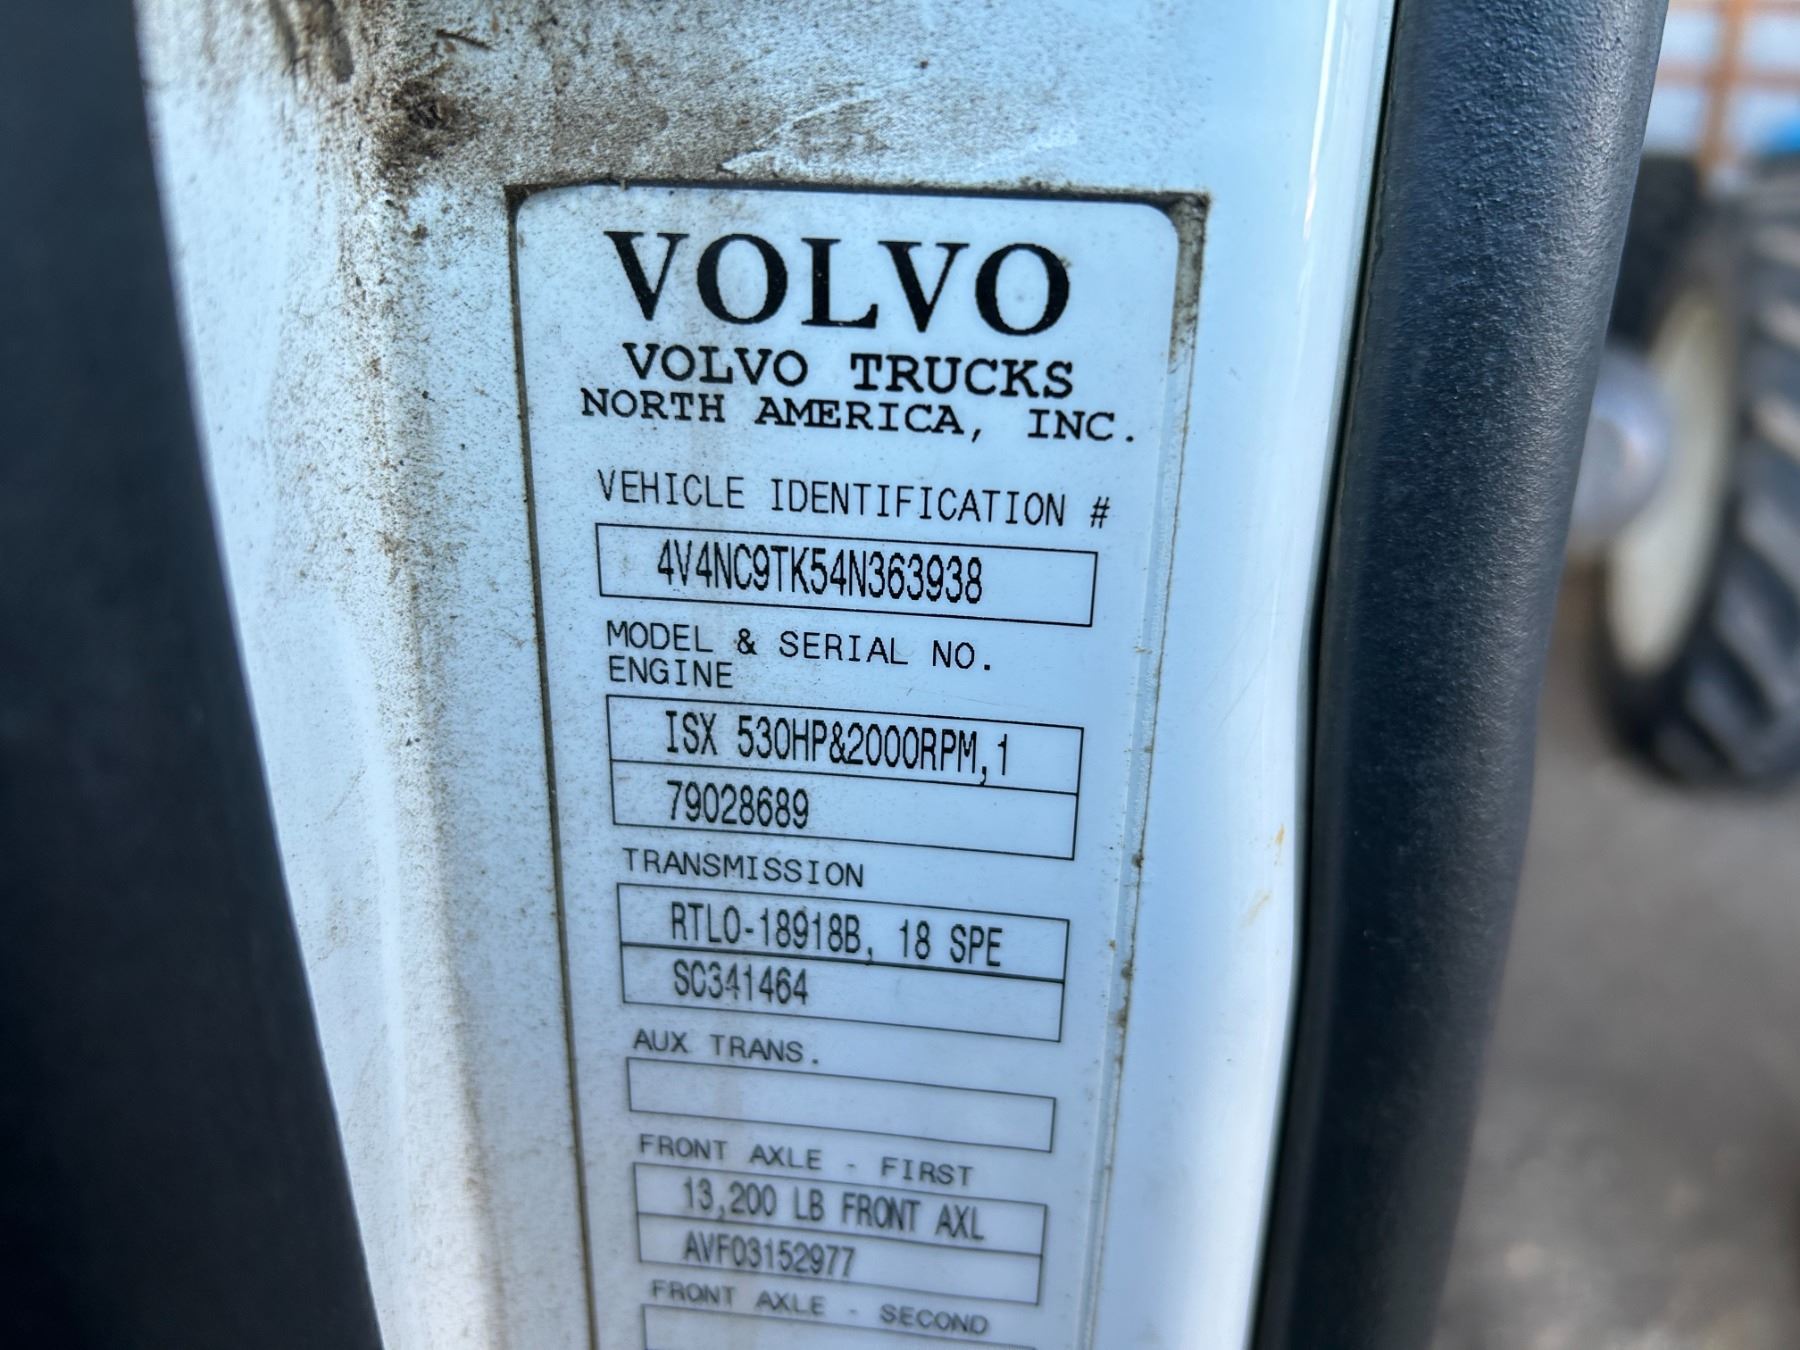 VOLVO
VOLVO TRUCKS
NORTH AMERICA, INC.
VEHICLE IDENTIFICATION #
4V4NC9TK54N363938
MODEL & SERIAL NO.
ENGINE
ISX 530HP&2000RPM,1
79028689
TRANSMISSION
RTLO-18918B, 18 SPE
SC341464
AUX TRANS.
FRONT AXLE - FIRST
13,200 LB FRONT AXL
AVF03152977
FRONT AXLE - SECOND